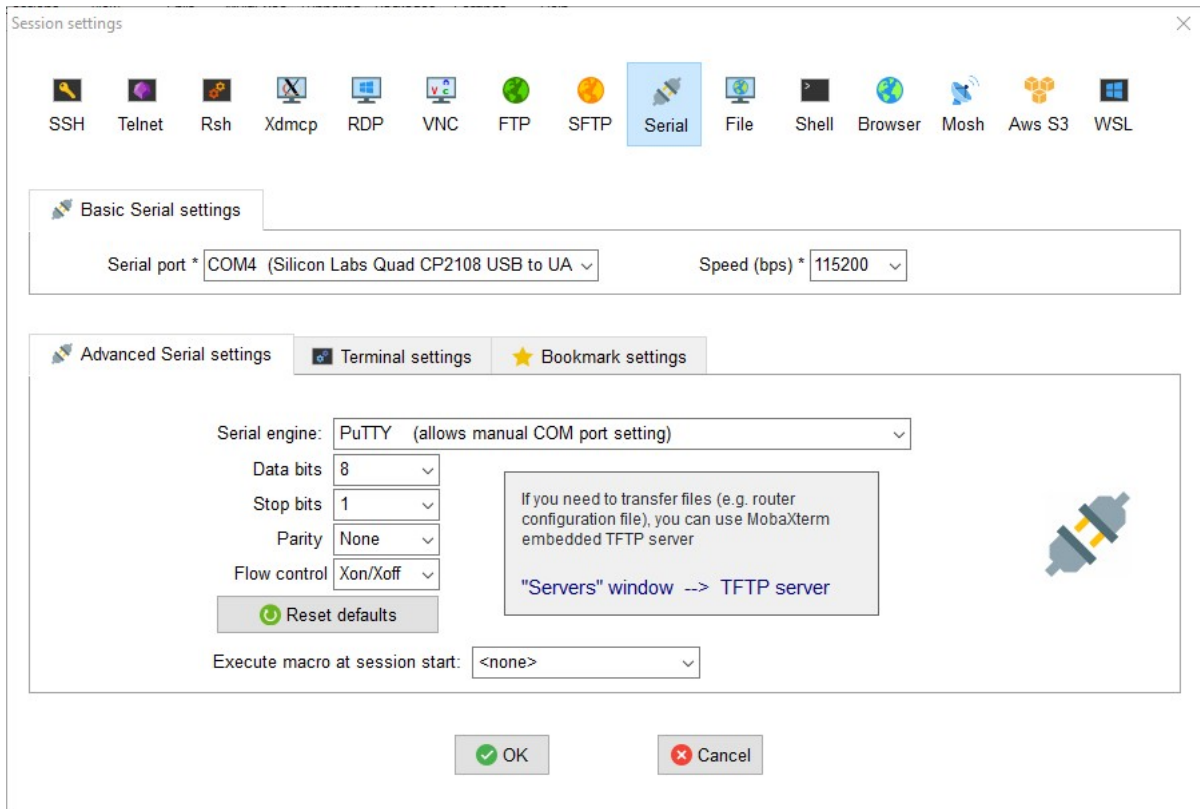 Session settings
SSH Telnet Rsh Xdmcp RDP VNC FTP SFTP Serial File Shell Browser Mosh Aws S3 WSL
Basic Serial settings
Serial port * COM4 (Silicon Labs Quad CP2108 USB to UA Speed (bps) * 115200
Advanced Serial settings Terminal settings Bookmark settings
Serial engine: PuTTY (allows manual COM port setting)
Data bits 8
Stop bits 1
Parity None
Flow control Xon/Xoff
Reset defaults
If you need to transfer files (e.g. router
configuration file), you can use MobaXterm
embedded TFTP server
"Servers" window --> TFTP server
Execute macro at session start: <none>
OK Cancel